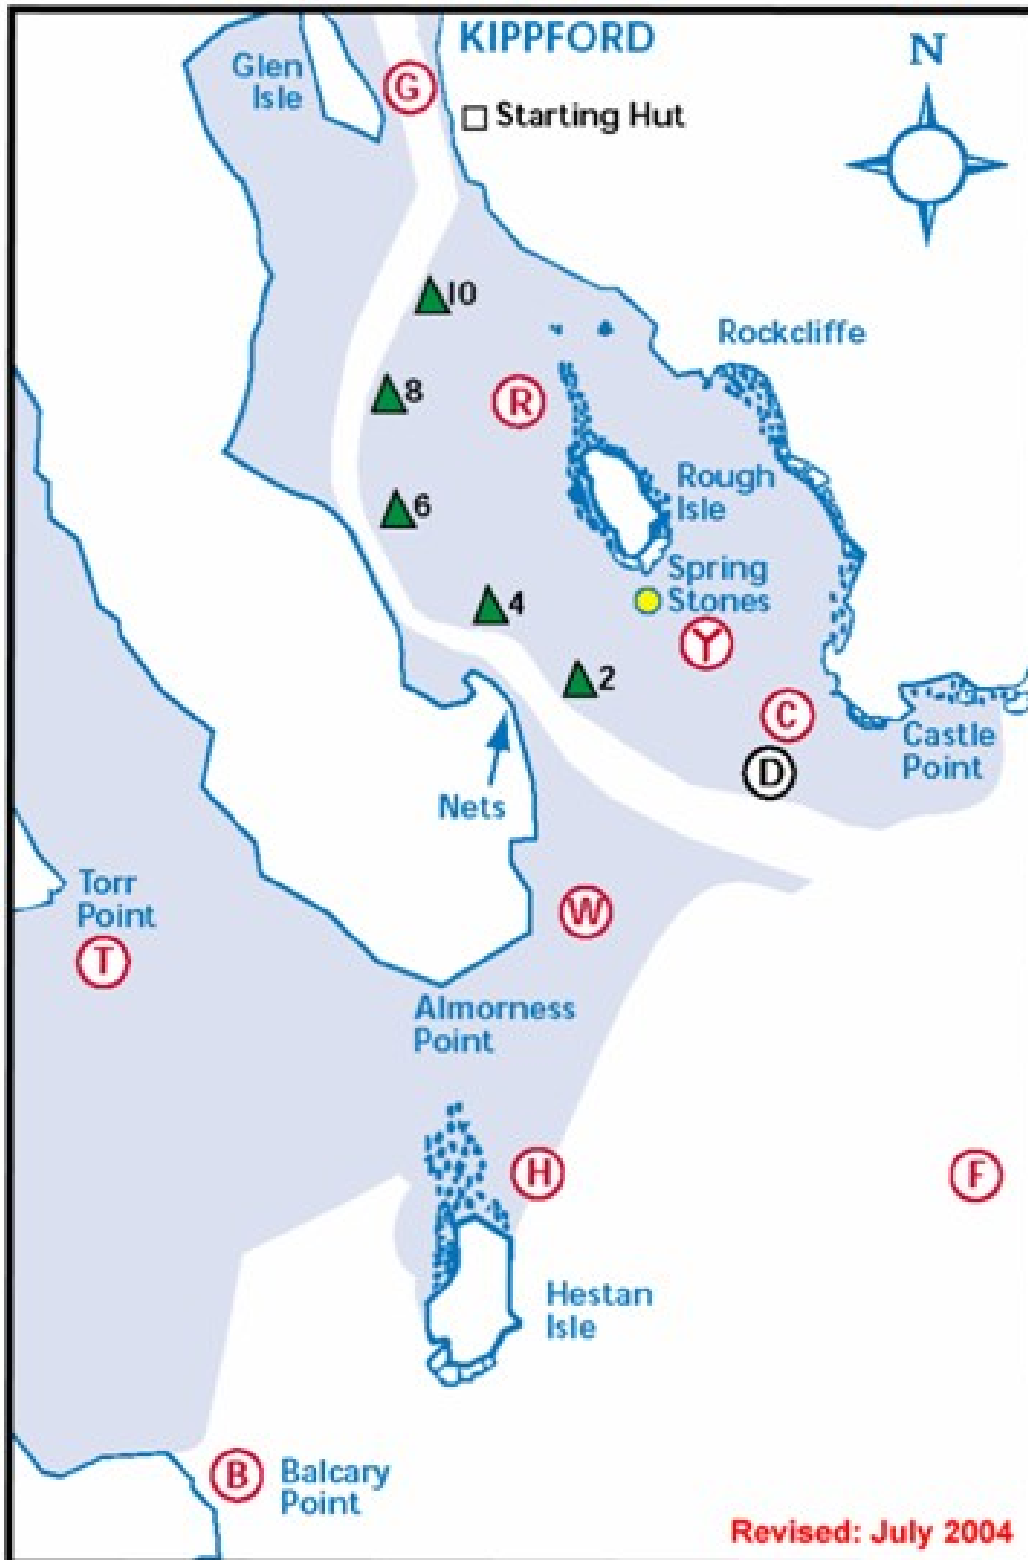 KIPPFORD
N
Glen
Isle
G
Starting Hut
10
Rockcliffe
8
R
Rough
Isle
6
Spring
Stones
4
Y
2
C
Castle
Point
D
Nets
Torr
Point
W
T
Almorness
Point
H
F
Hestan
Isle
B
Balcary
Point
Revised: July 2004